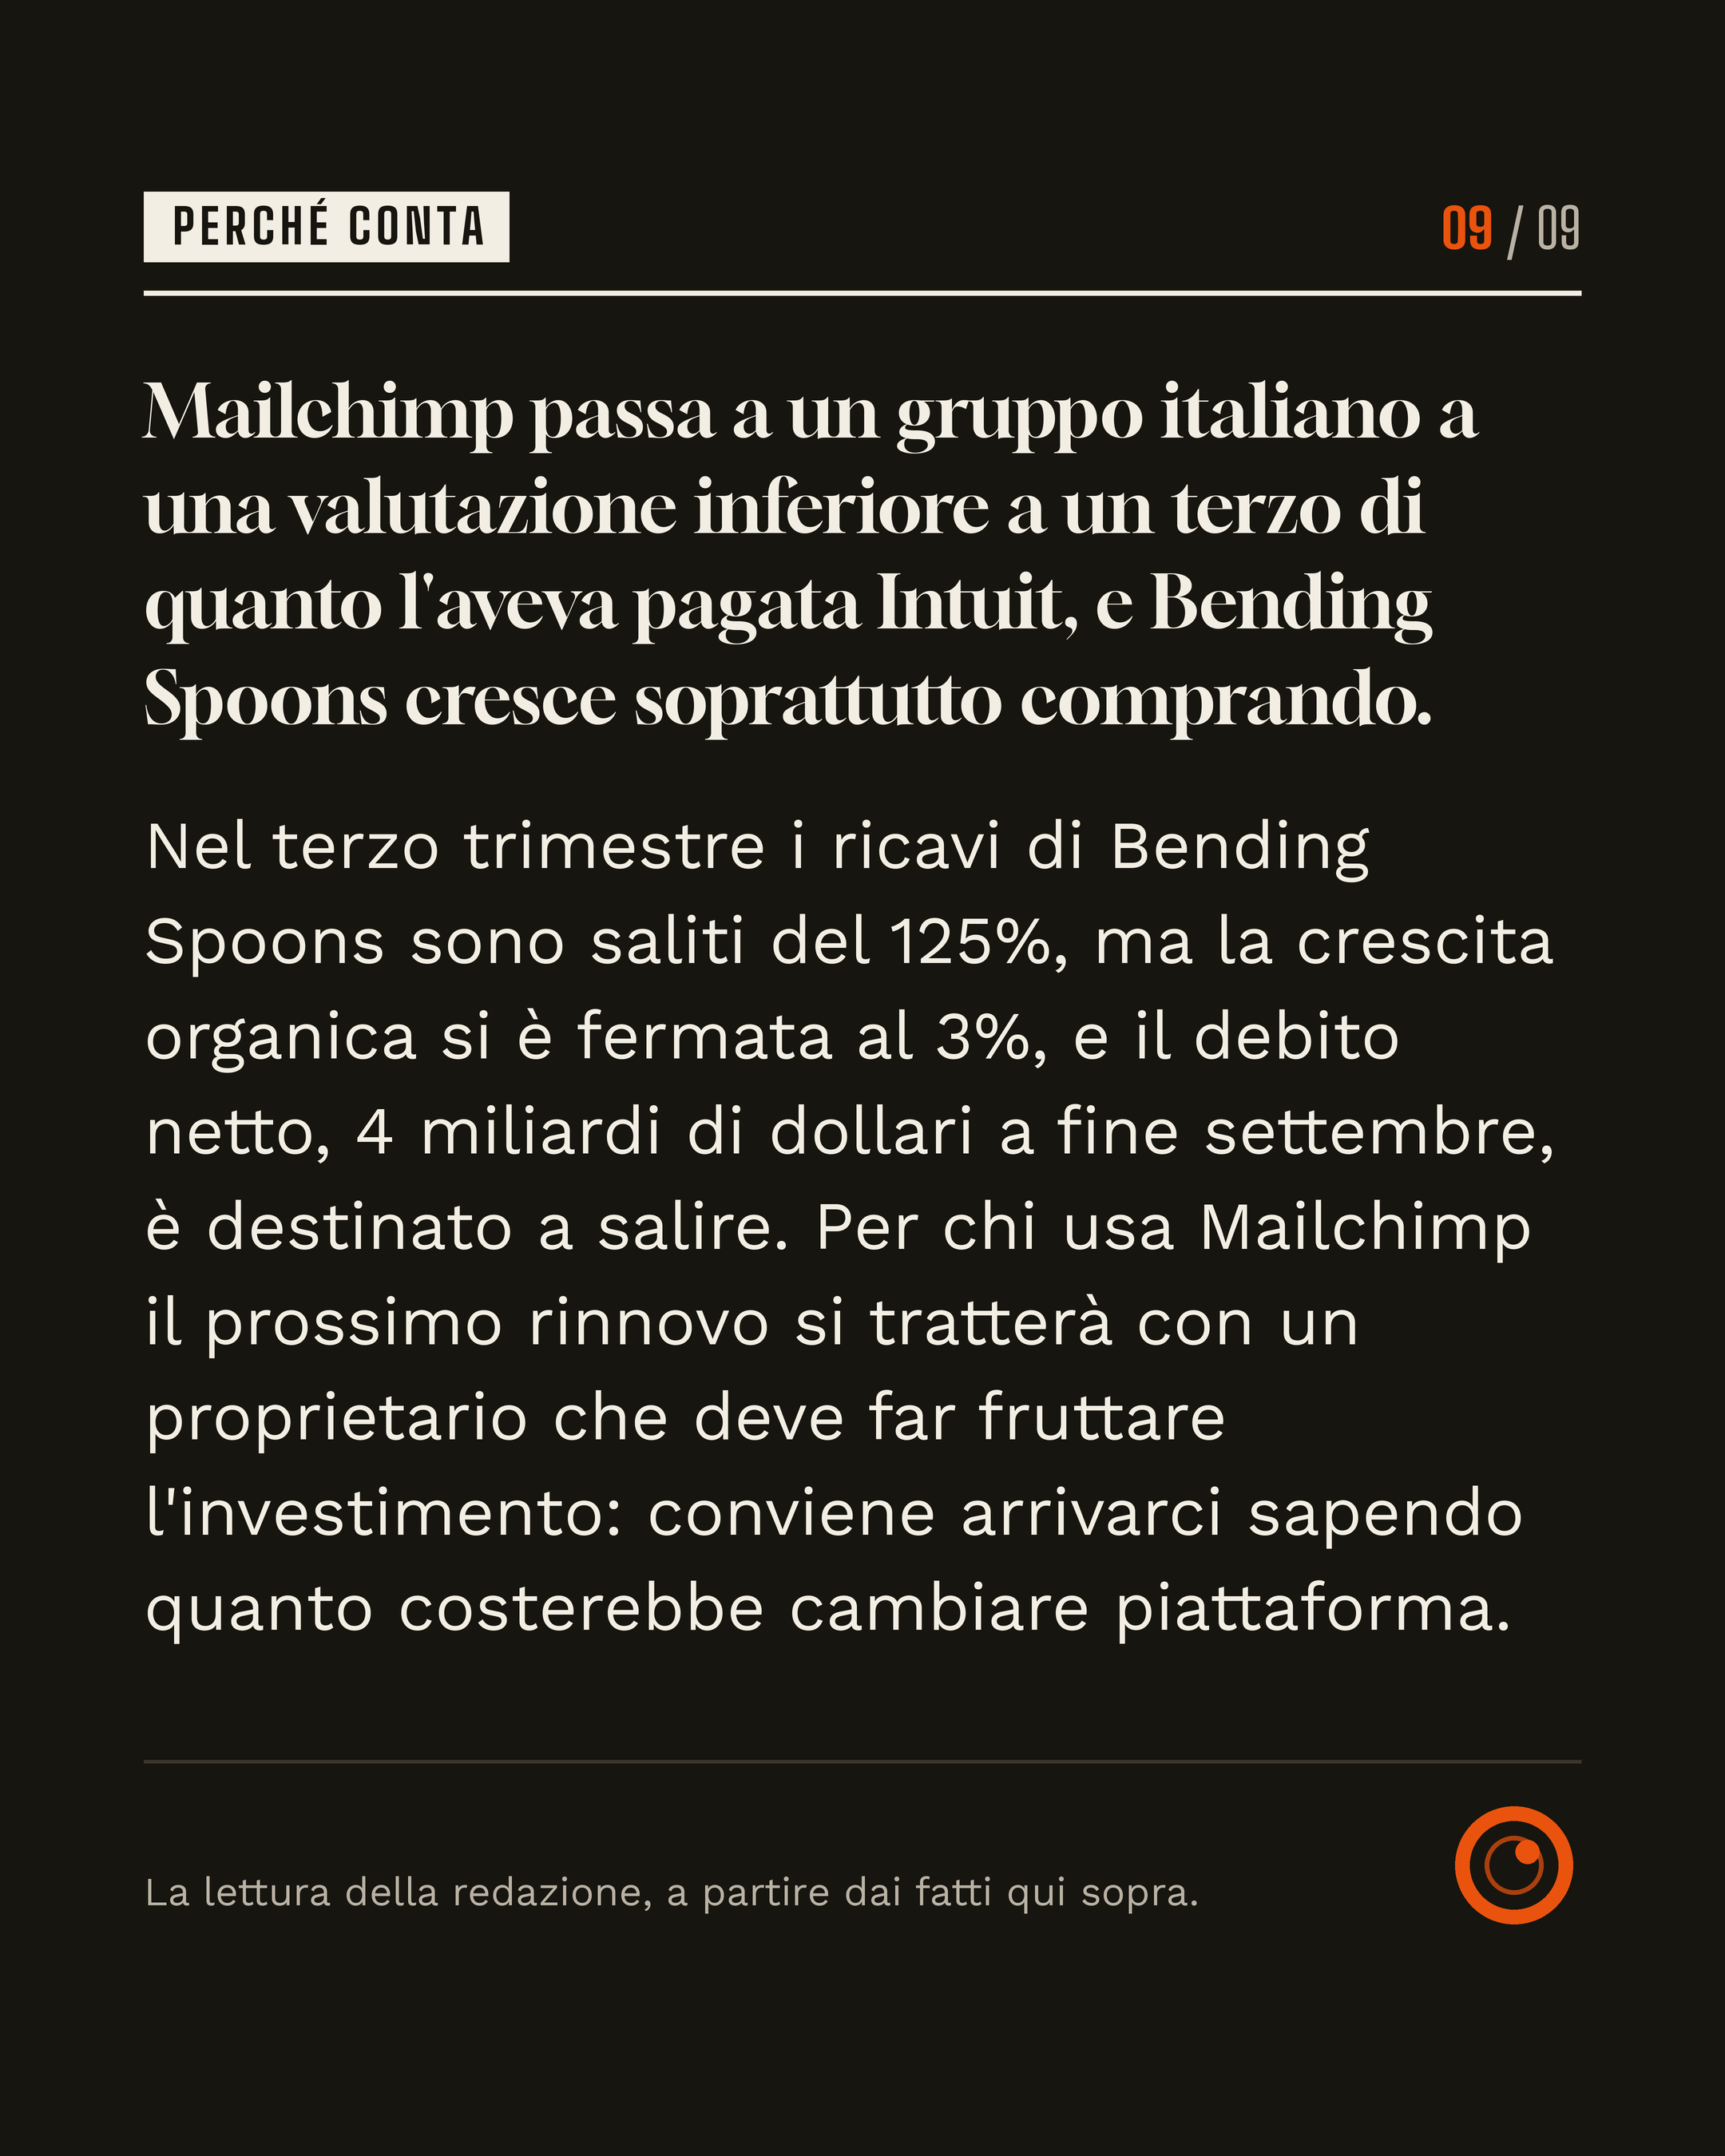 PERCHÉ CONTA
09 / 09
Mailchimp passa a un gruppo italiano a
una valutazione inferiore a un terzo di
quanto l'aveva pagata Intuit, e Bending
Spoons cresce soprattutto comprando.
Nel terzo trimestre i ricavi di Bending
Spoons sono saliti del 125%, ma la crescita
organica si è fermata al 3%, e il debito
netto, 4 miliardi di dollari a fine settembre,
è destinato a salire. Per chi usa Mailchimp
il prossimo rinnovo si tratterà con un
proprietario che deve far fruttare
l'investimento: conviene arrivarci sapendo
quanto costerebbe cambiare piattaforma.
La lettura della redazione, a partire dai fatti qui sopra.